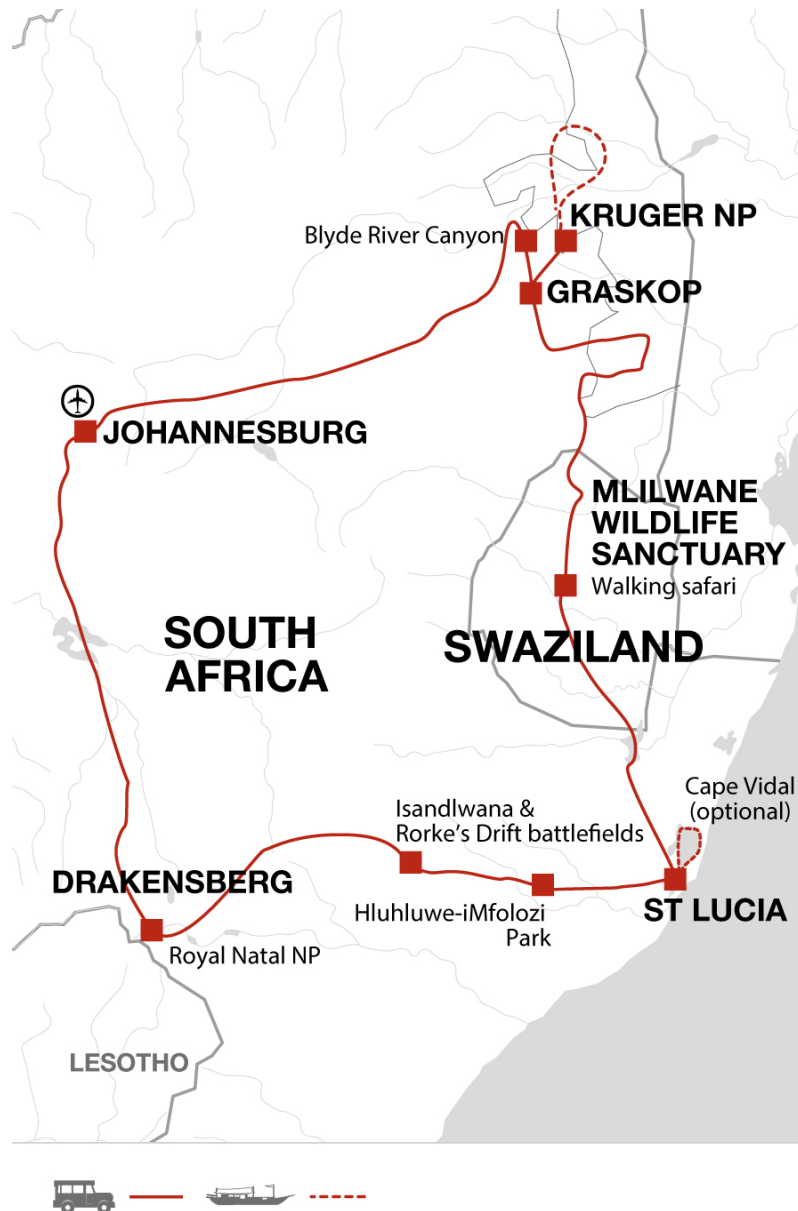 KRUGER NP
Blyde River Canyon
GRASKOP
JOHANNESBURG
MLILWANE
WILDLIFE
SANCTUARY
Walking safari
SOUTH
AFRICA
SWAZILAND
Cape Vidal
(optional)
Isandlwana &
Rorke's Drift battlefields
DRAKENSBERG
Hluhluwe-iMfolozi
Park
ST LUCIA
Royal Natal NP
LESOTHO